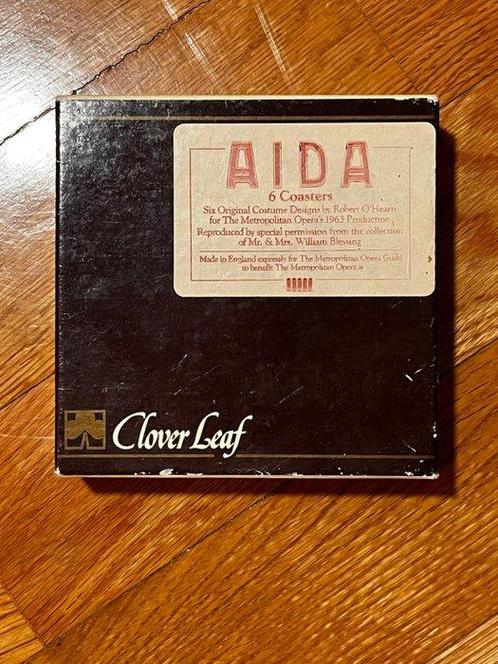 AIDA
6 Coasters
Six Original Costume Designs by Robert O'Hearn
for The Metropolitan Opera's 1963 Production
Reproduced by special permission from the collection
of Mr. & Mrs. William Blessing
Made in England expressly for The Metropolitan Opera Guild
to benefit The Metropolitan Opera
Clover Leaf